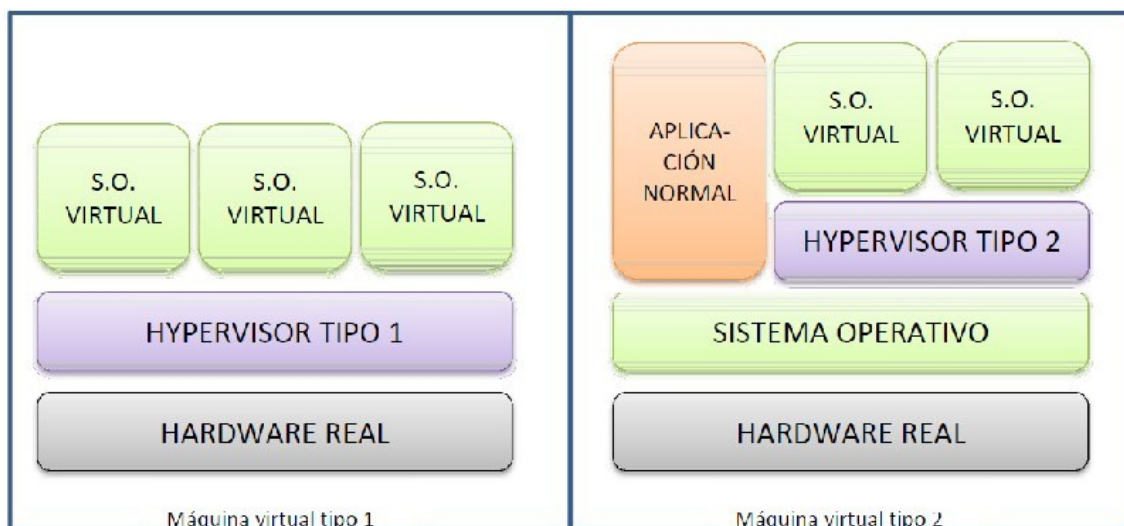 S.O.
VIRTUAL
S.O.
VIRTUAL
S.O.
VIRTUAL
HYPERVISOR TIPO 1
HARDWARE REAL
Máquina virtual tipo 1
APLICA-
CIÓN
NORMAL
S.O.
VIRTUAL
S.O.
VIRTUAL
HYPERVISOR TIPO 2
SISTEMA OPERATIVO
HARDWARE REAL
Máquina virtual tipo 2